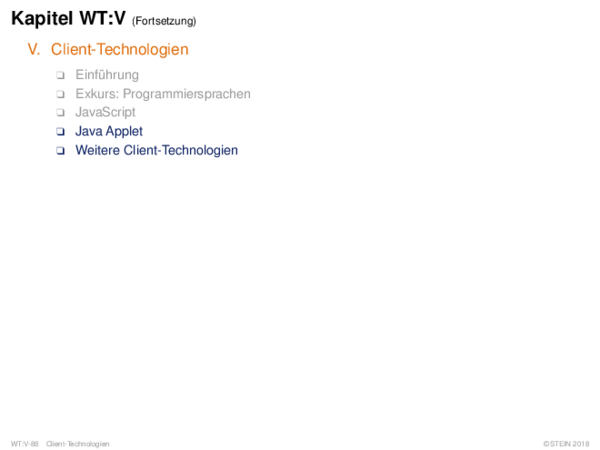 Kapitel WT:V (Fortsetzung)
V. Client-Technologien
❑ Einführung
❑ Exkurs: Programmiersprachen
❑ JavaScript
❑ Java Applet
❑ Weitere Client-Technologien
WT:V-88 Client-Technologien ©STEIN 2018